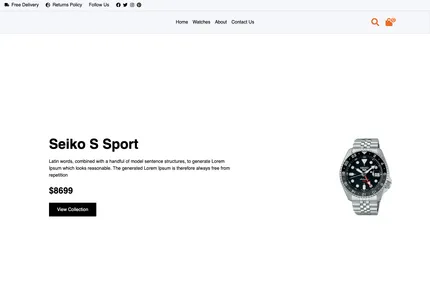 Free Delivery Returns Policy Follow Us
Home Watches About Contact Us
Seiko S Sport
Latin words, combined with a handful of model sentence structures, to generate Lorem
Ipsum which looks reasonable. The generated Lorem Ipsum is therefore always free from
repetition
$8699
View Collection